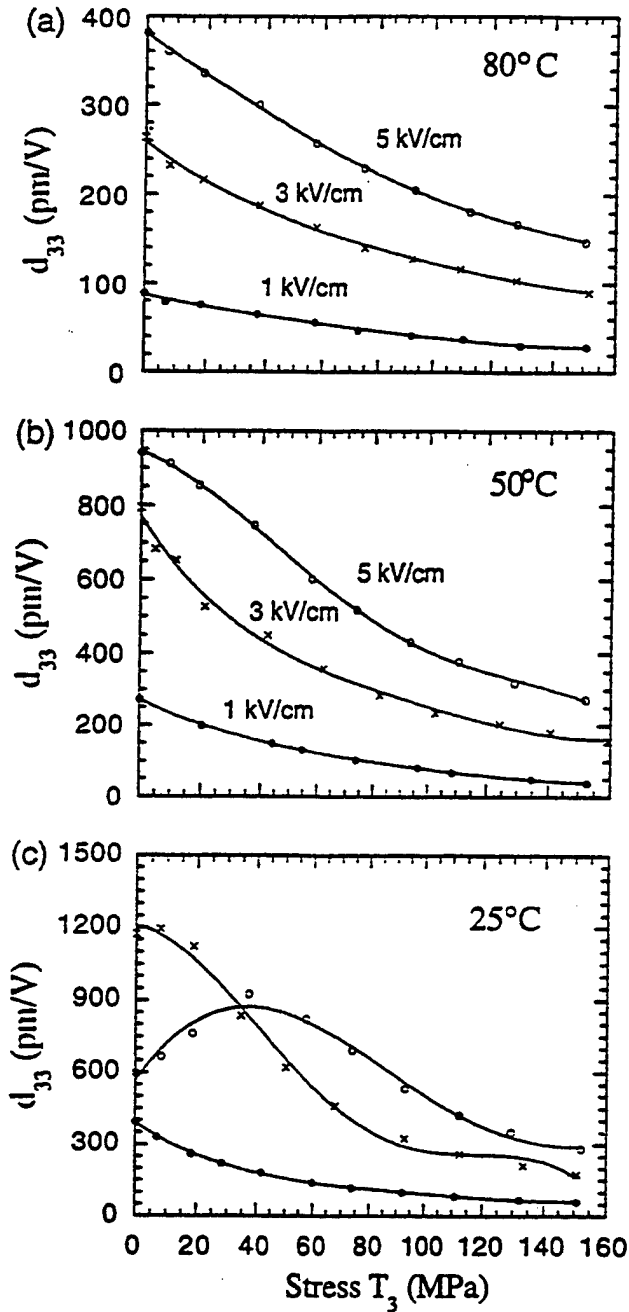 (a)
400
300
200
100
0
d33 (pm/V)
80°C
5 kV/cm
3 kV/cm
1 kV/cm
(b)
1000
800
600
400
200
0
d33 (pm/V)
50°C
5 kV/cm
3 kV/cm
1 kV/cm
(c)
1500
1200
900
600
300
0
d33 (pm/V)
25°C
0 20 40 60 80 100 120 140 160
Stress T3 (MPa)